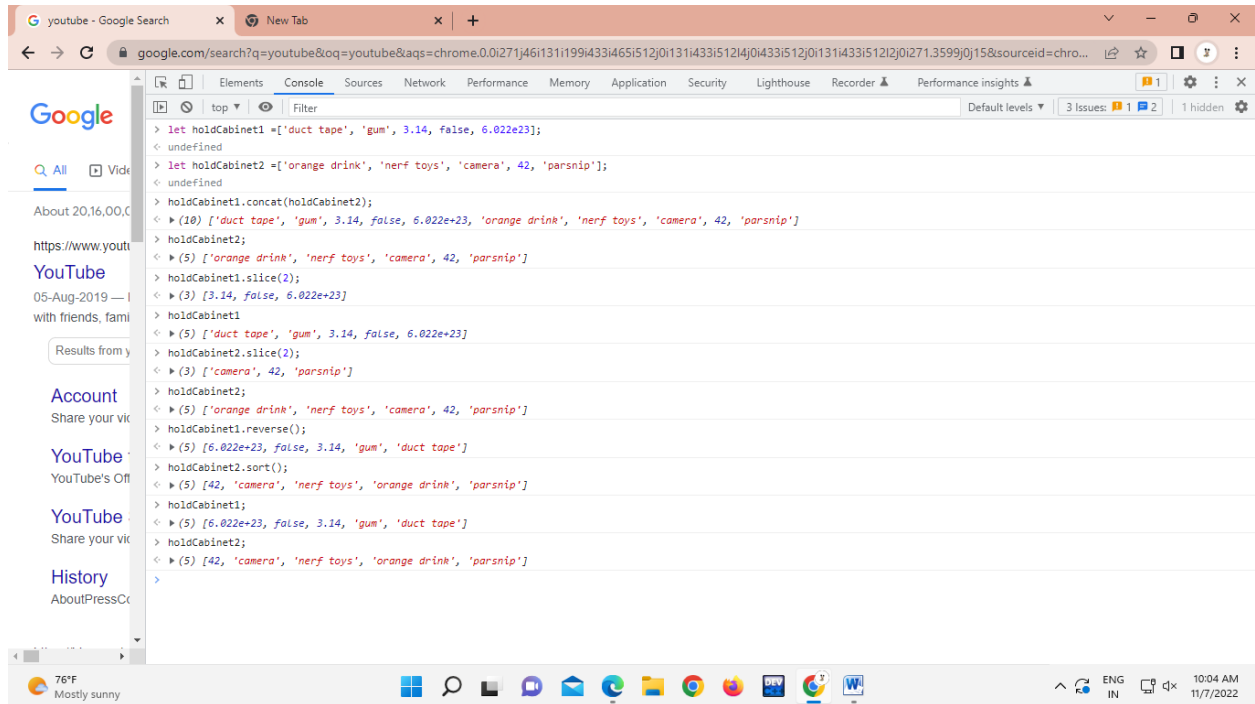 youtube - Google Search
New Tab
google.com/search?q=youtube&oq=youtube&aqs=chrome.0.0i271j46i131i199i433i465i512j0i131i433i512l4j0i433i512j0i131i433i512l2j0i271.3599j0j15&sourceid=chro...
Elements Console Sources Network Performance Memory Application Security Lighthouse Recorder Performance insights 1
top Filter Default levels 3 Issues: 1 2 1 hidden
Google
All Vide
About 20,16,00,0
https://www.youtu
YouTube
05-Aug-2019 —
with friends, fami
Results from y
Account
Share your vid
YouTube
YouTube's Off
YouTube
Share your vid
History
AboutPressCo
> let holdCabinet1 =['duct tape', 'gum', 3.14, false, 6.022e23];
undefined
> let holdCabinet2 =['orange drink', 'nerf toys', 'camera', 42, 'parsnip'];
undefined
> holdCabinet1.concat(holdCabinet2);
(10) ['duct tape', 'gum', 3.14, false, 6.022e+23, 'orange drink', 'nerf toys', 'camera', 42, 'parsnip']
> holdCabinet2;
(5) ['orange drink', 'nerf toys', 'camera', 42, 'parsnip']
> holdCabinet1.slice(2);
(3) [3.14, false, 6.022e+23]
> holdCabinet1
(5) ['duct tape', 'gum', 3.14, false, 6.022e+23]
> holdCabinet2.slice(2);
(3) ['camera', 42, 'parsnip']
> holdCabinet2;
(5) ['orange drink', 'nerf toys', 'camera', 42, 'parsnip']
> holdCabinet1.reverse();
(5) [6.022e+23, false, 3.14, 'gum', 'duct tape']
> holdCabinet2.sort();
(5) [42, 'camera', 'nerf toys', 'orange drink', 'parsnip']
> holdCabinet1;
(5) [6.022e+23, false, 3.14, 'gum', 'duct tape']
> holdCabinet2;
(5) [42, 'camera', 'nerf toys', 'orange drink', 'parsnip']
>
76°F
Mostly sunny
DEV
W
ENG
IN
10:04 AM
11/7/2022